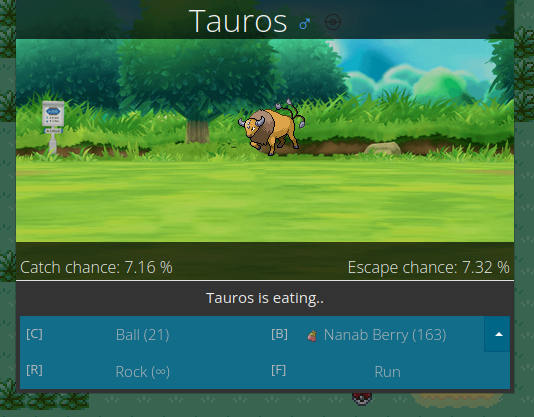 Tauros ♂
Catch chance: 7.16 % Escape chance: 7.32 %
Tauros is eating..
[C] Ball (21) [B] Nanab Berry (163)
[R] Rock (∞) [F] Run